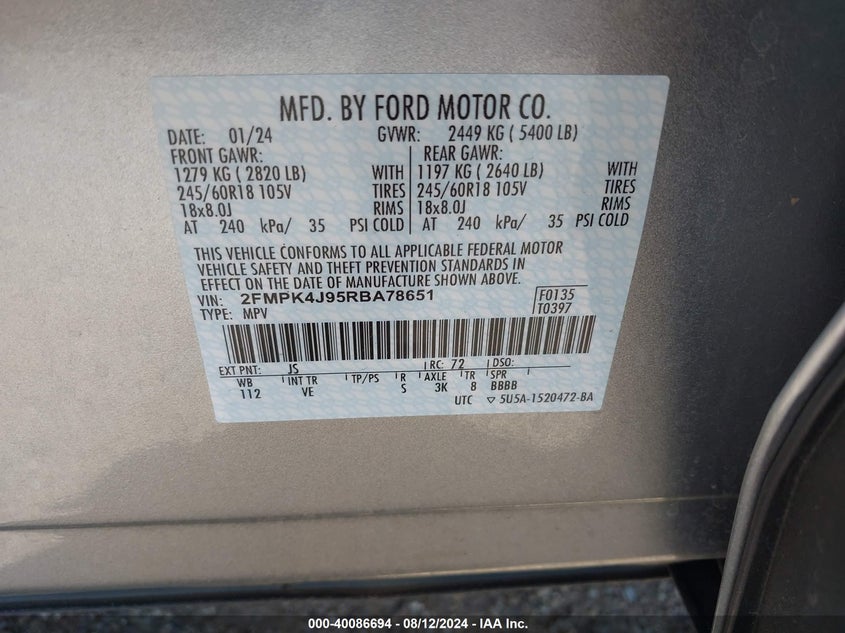 MFD. BY FORD MOTOR CO.
DATE: 01/24 GVWR: 2449 KG ( 5400 LB)
FRONT GAWR: REAR GAWR:
1279 KG ( 2820 LB) WITH 1197 KG ( 2640 LB) WITH
245/60R18 105V TIRES 245/60R18 105V TIRES
18x8.0J RIMS 18x8.0J RIMS
AT 240 kPa/ 35 PSI COLD AT 240 kPa/ 35 PSI COLD
THIS VEHICLE CONFORMS TO ALL APPLICABLE FEDERAL MOTOR
VEHICLE SAFETY AND THEFT PREVENTION STANDARDS IN
EFFECT ON THE DATE OF MANUFACTURE SHOWN ABOVE.
VIN: 2FMPK4J95RBA78651 F0135
TYPE: MPV T0397
EXT PNT: JS RC: 72 DSO:
WB INT TR TP/PS R AXLE TR SPR
112 VE S 3K 8 BBBB
UTC ▽ 5U5A-1520472-BA
000-40086694 - 08/12/2024 - IAA Inc.